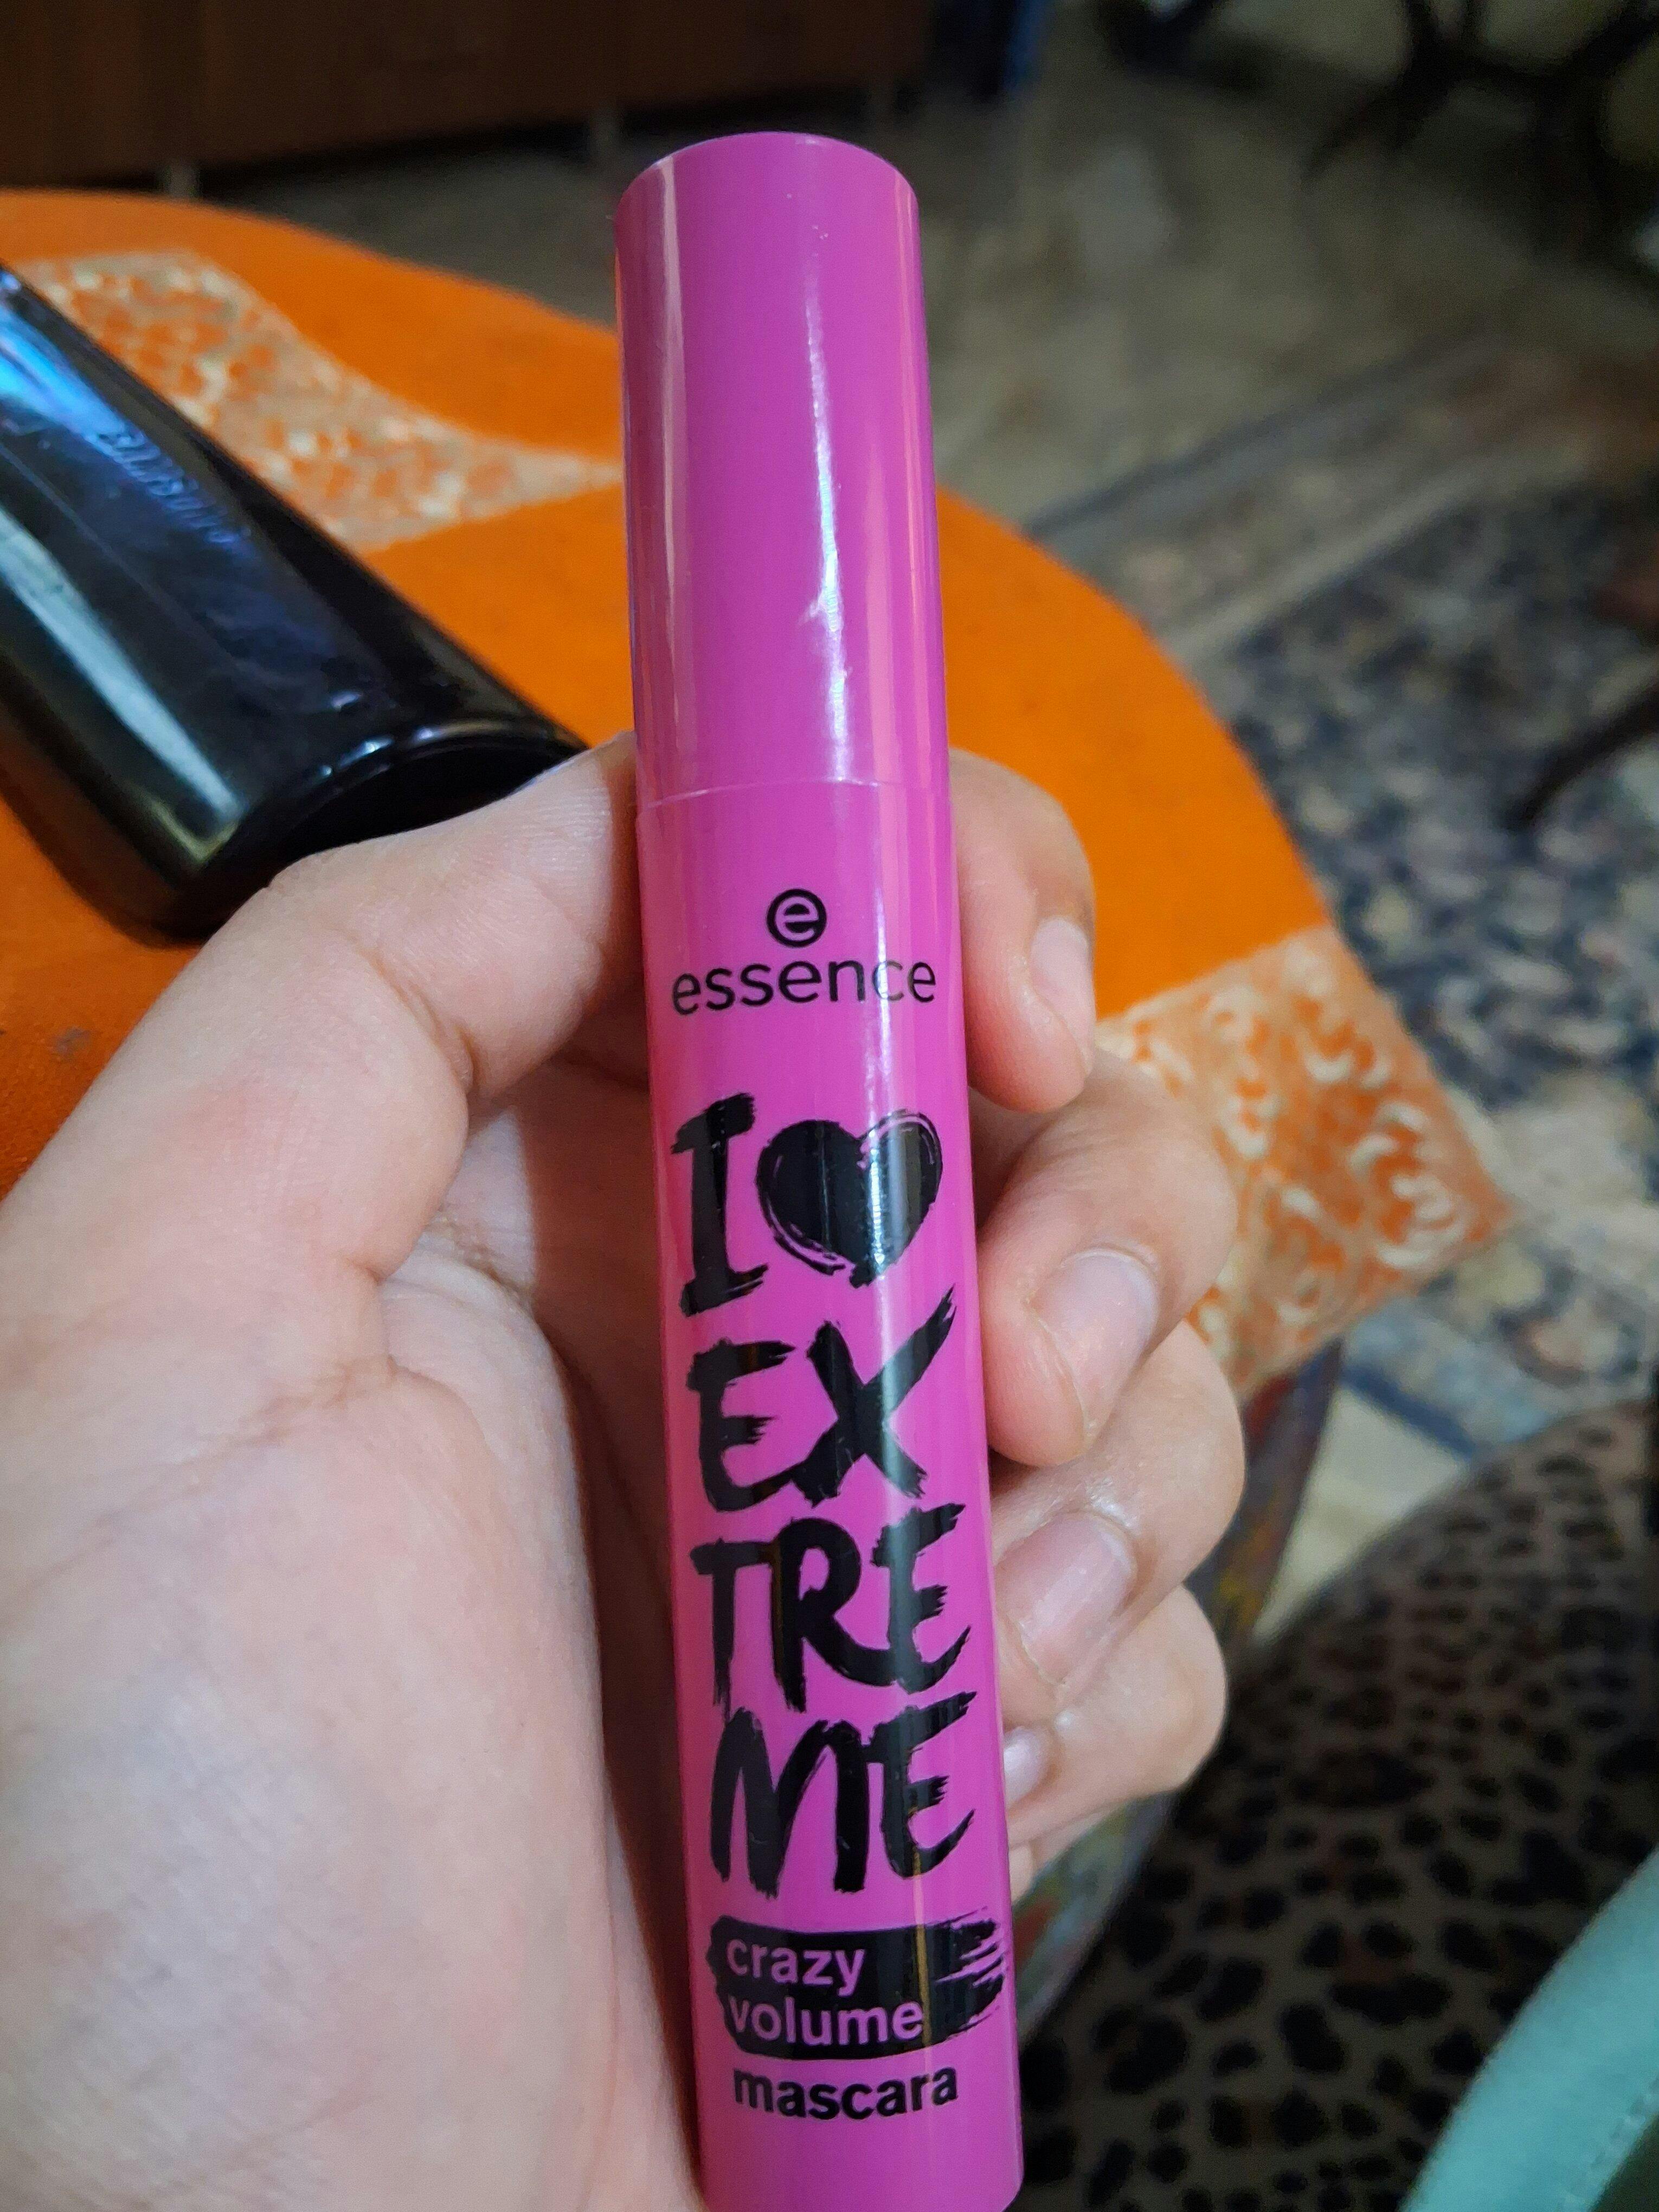 e
essence
I ♥
EX
TRE
ME
crazy
volume
mascara